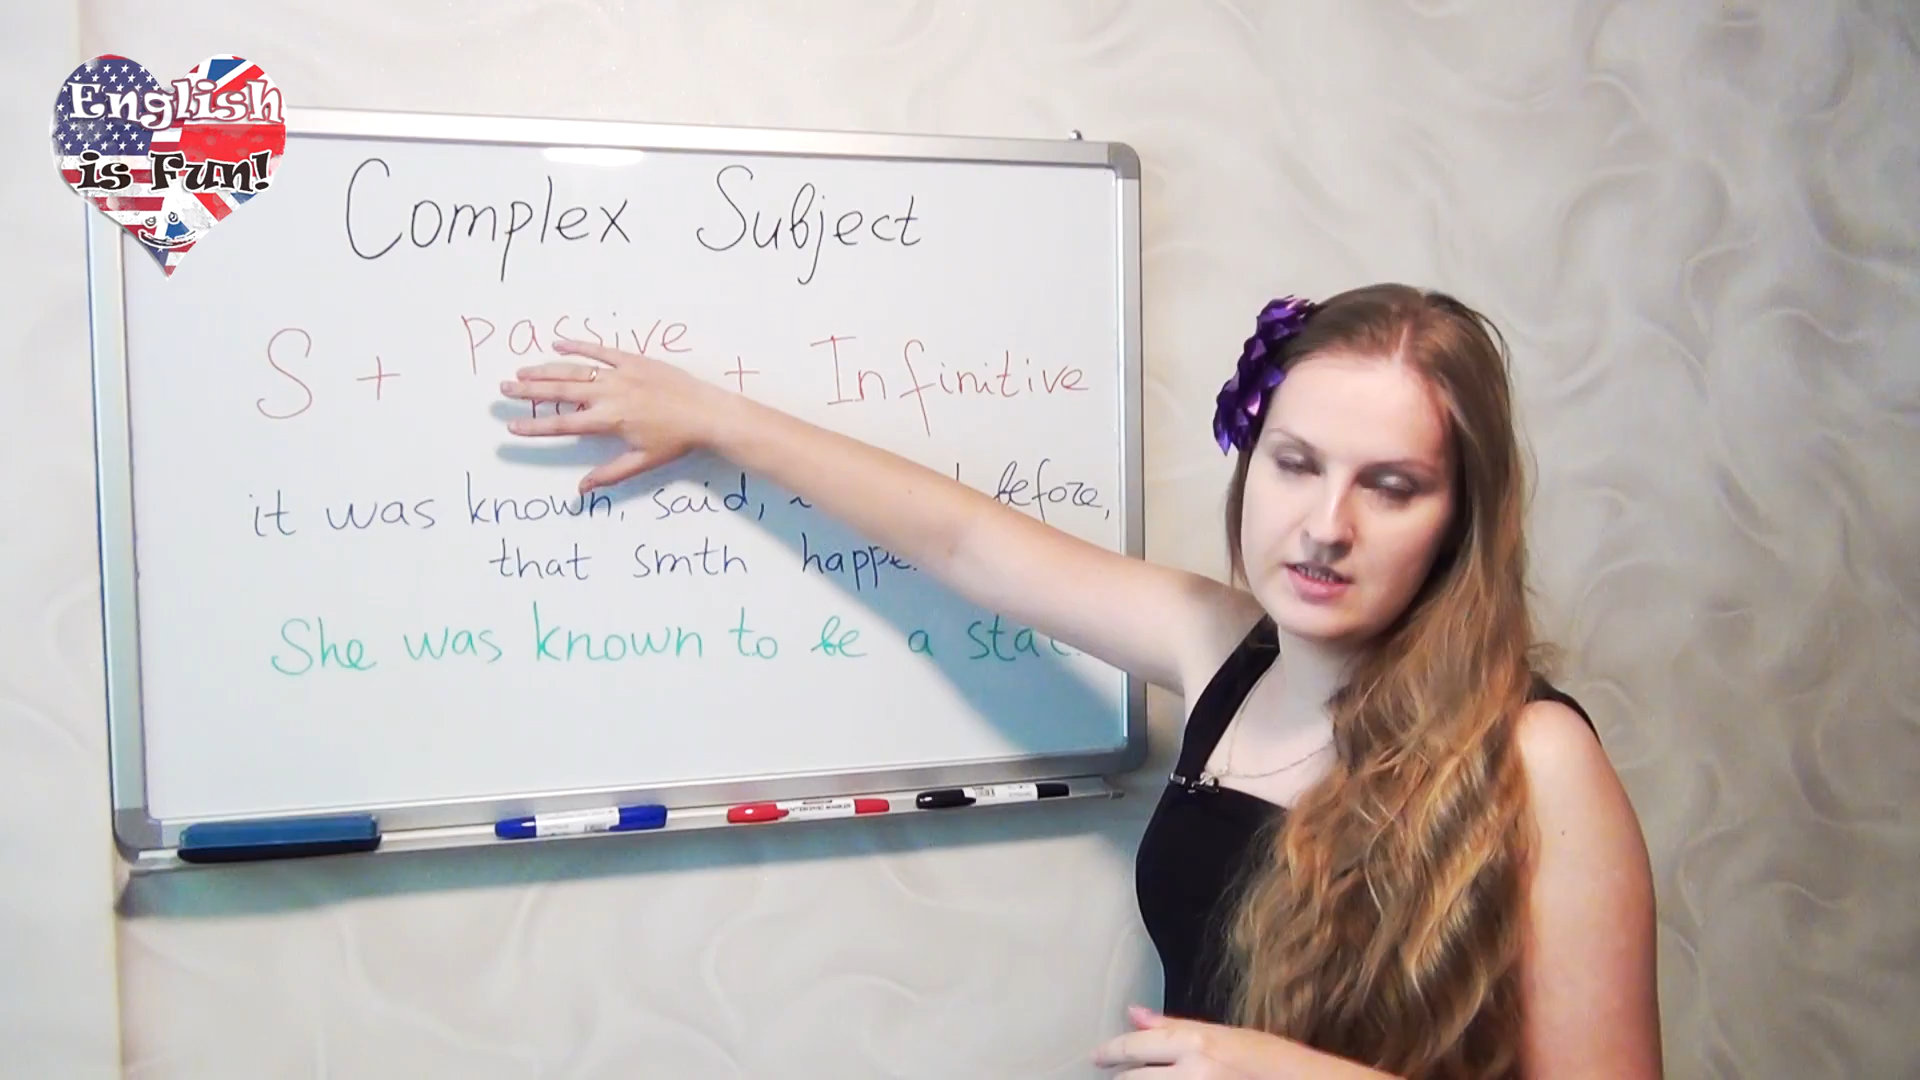 English
is Fun!
Complex Subject
S + passive + Infinitive
it was known, said, before,
that smth
She was known to be a